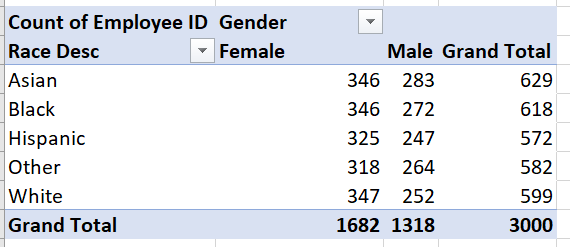 Count of Employee ID Gender
Race Desc Female Male Grand Total
Asian 346 283 629
Black 346 272 618
Hispanic 325 247 572
Other 318 264 582
White 347 252 599
Grand Total 1682 1318 3000